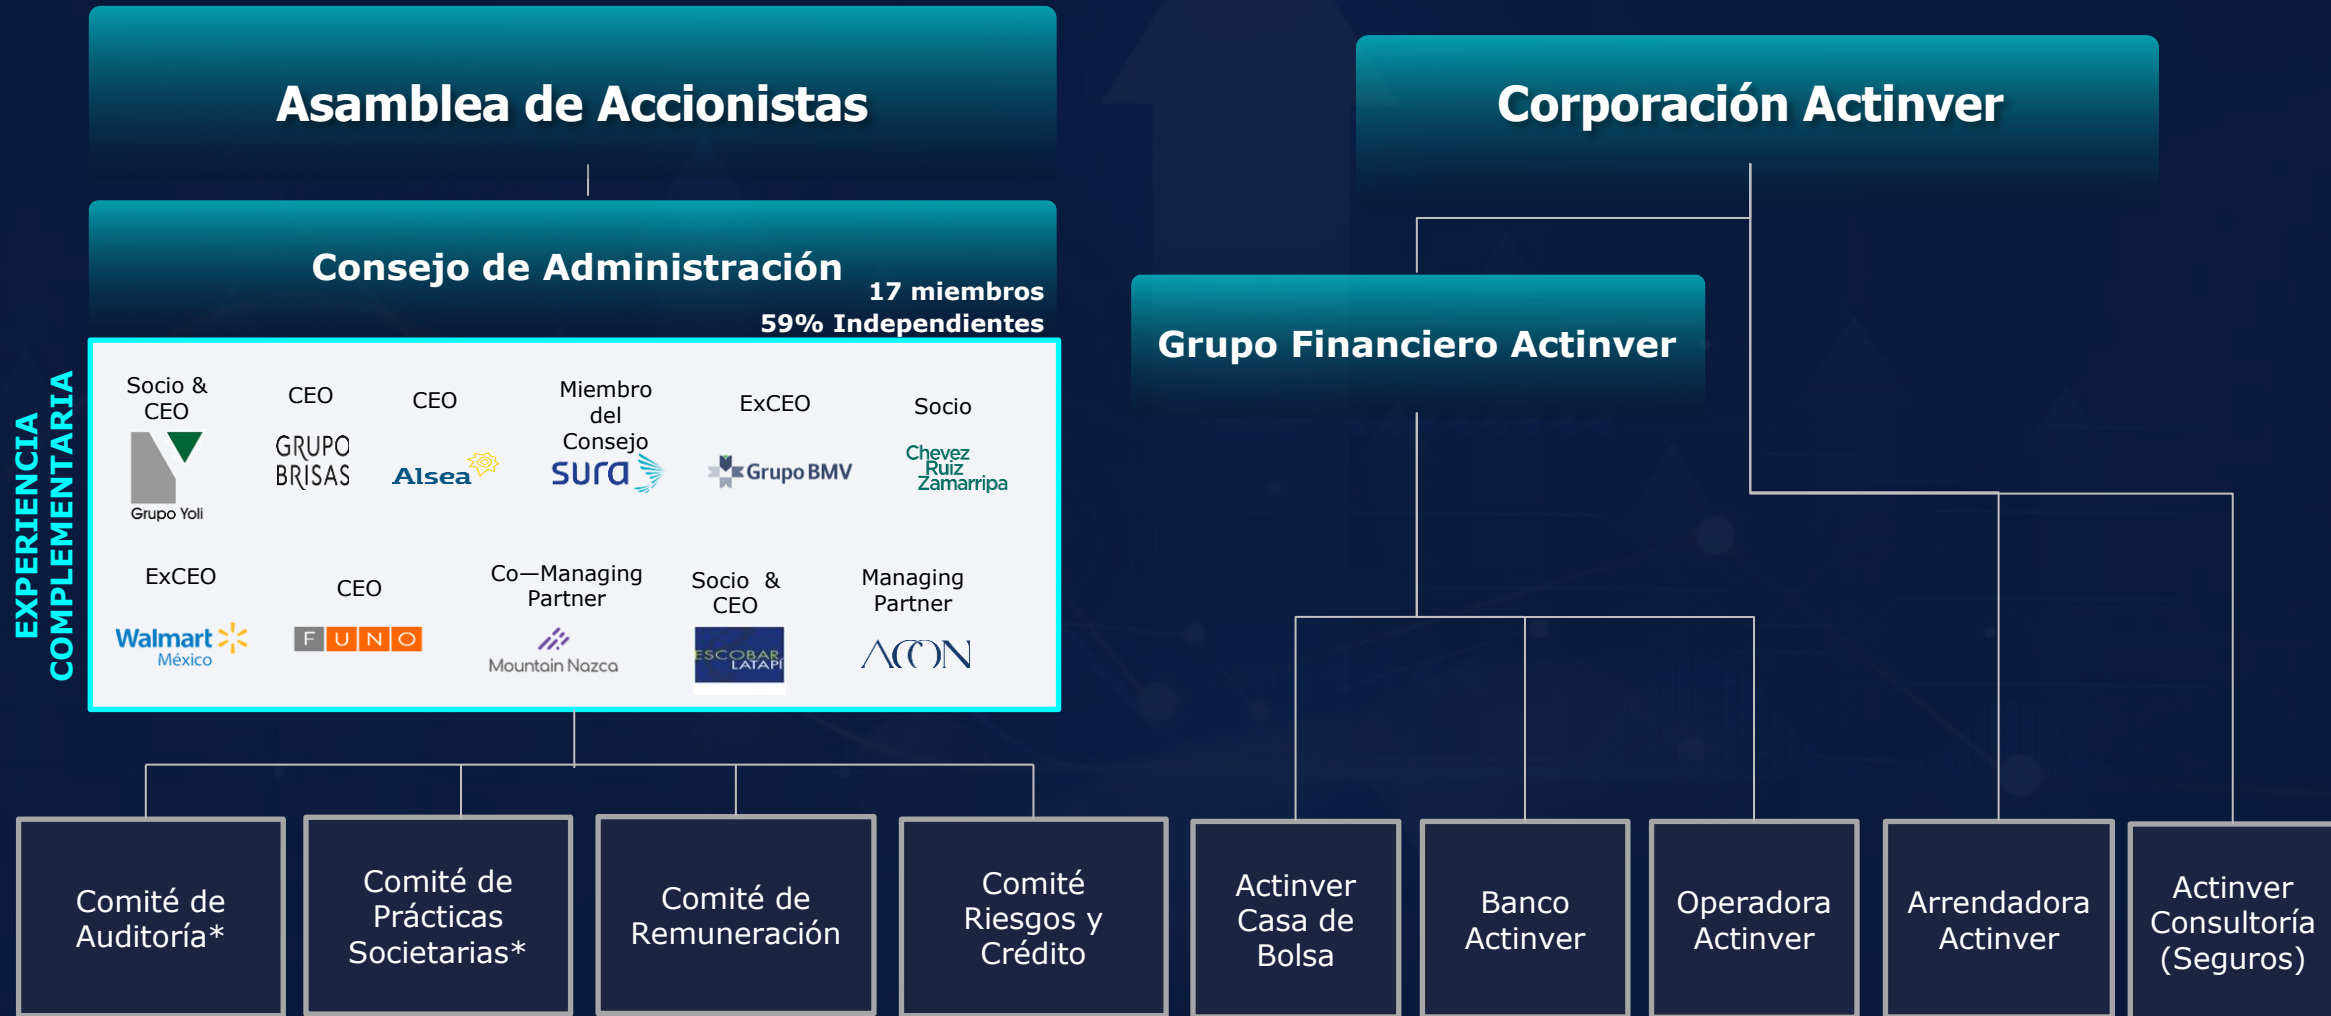 Asamblea de Accionistas
Consejo de Administración
17 miembros
59% Independientes
EXPERIENCIA
COMPLEMENTARIA
Socio &
CEO
Grupo Yoli
CEO
GRUPO
BRISAS
CEO
Alsea
Miembro
del
Consejo
sura
ExCEO
Grupo BMV
Socio
Chevez
Ruiz
Zamarripa
ExCEO
Walmart
México
CEO
FUNO
Co—Managing
Partner
Mountain Nazca
Socio &
CEO
ESCOBAR
LATAPÍ
Managing
Partner
ACON
Comité de
Auditoría*
Comité de
Prácticas
Societarias*
Comité de
Remuneración
Comité
Riesgos y
Crédito
Corporación Actinver
Grupo Financiero Actinver
Actinver
Casa de
Bolsa
Banco
Actinver
Operadora
Actinver
Arrendadora
Actinver
Actinver
Consultoría
(Seguros)